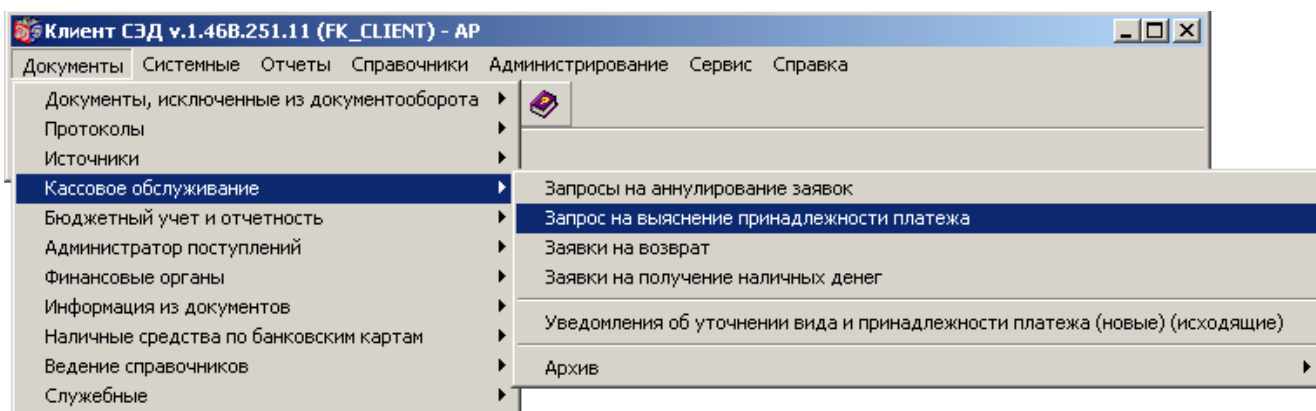 Клиент СЭД v.1.46B.251.11 (FK_CLIENT) - AP
Документы Системные Отчеты Справочники Администрирование Сервис Справка
Документы, исключенные из документооборота
Протоколы
Источники
Кассовое обслуживание
Запросы на аннулирование заявок
Бюджетный учет и отчетность
Запрос на выяснение принадлежности платежа
Администратор поступлений
Заявки на возврат
Финансовые органы
Заявки на получение наличных денег
Информация из документов
Уведомления об уточнении вида и принадлежности платежа (новые) (исходящие)
Наличные средства по банковским картам
Ведение справочников
Архив
Служебные